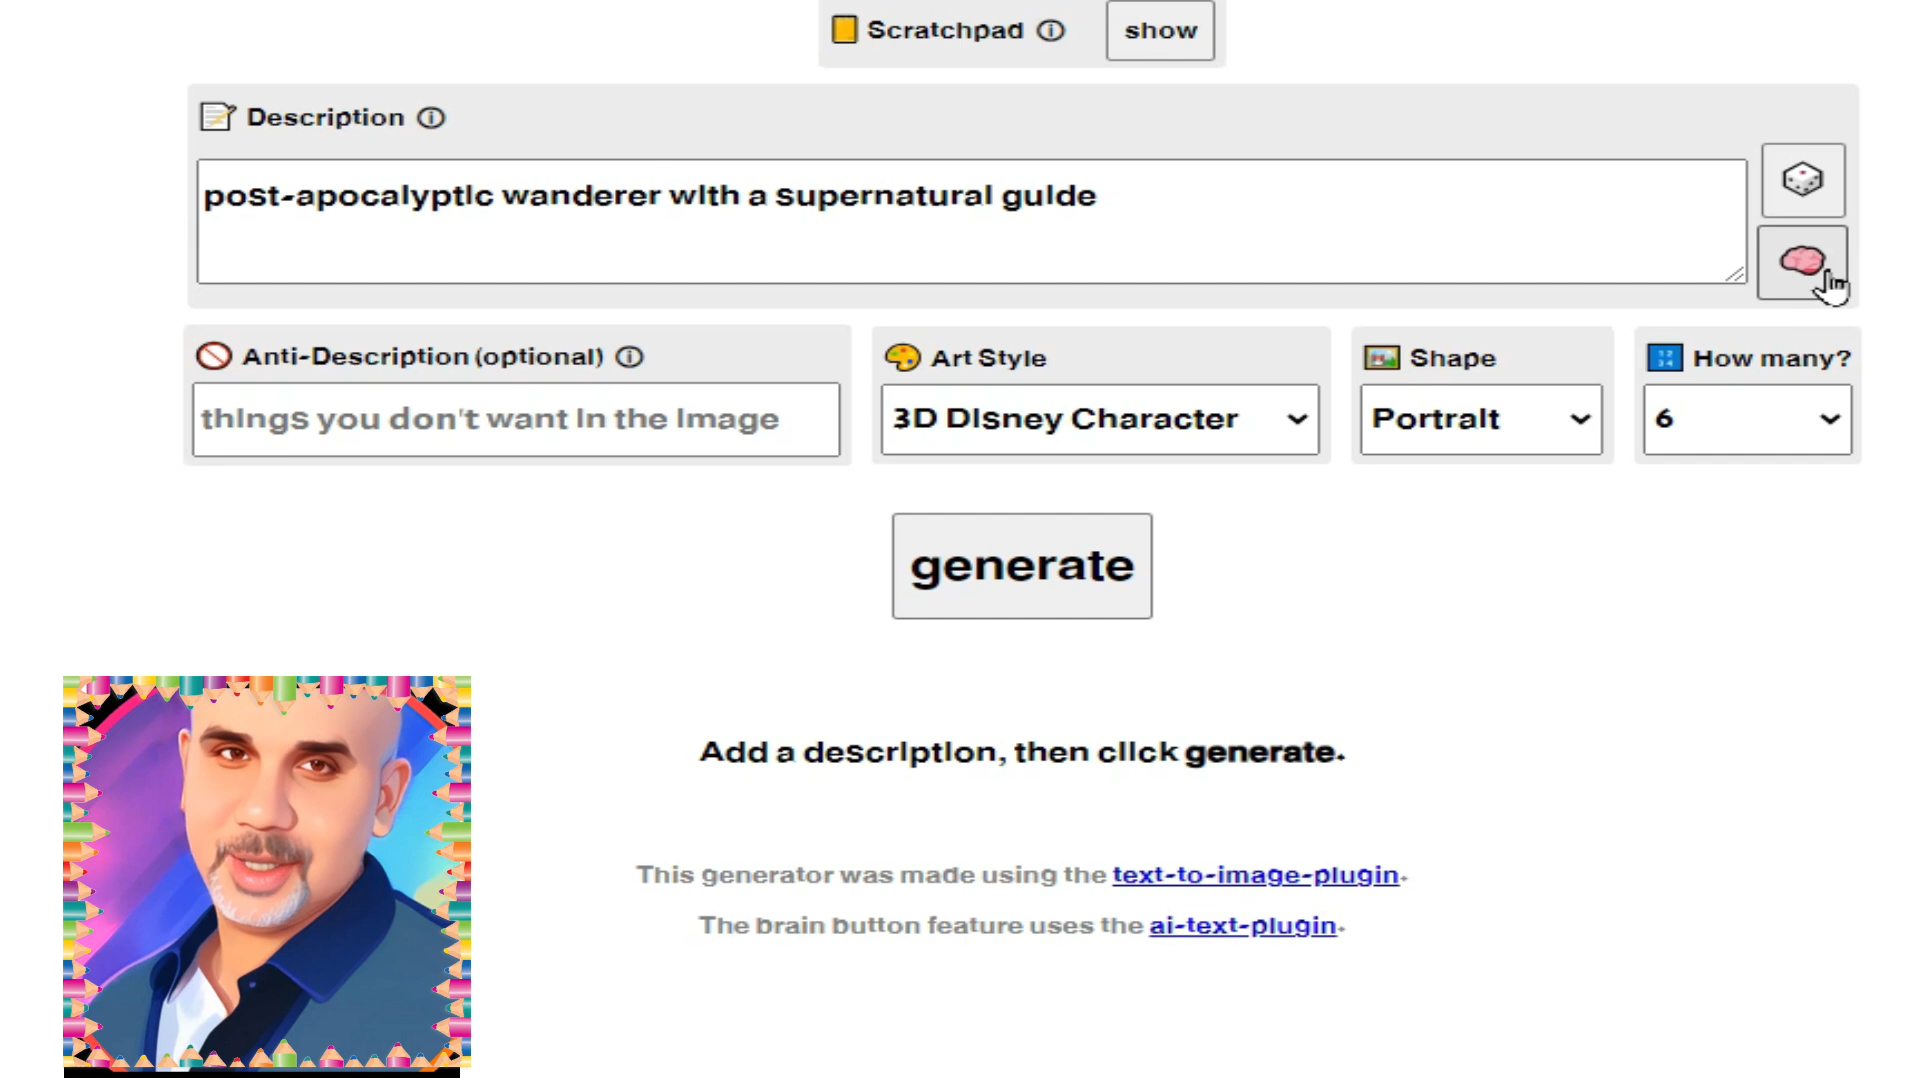 Scratchpad ⓘ show
Description ⓘ
post-apocalyptic wanderer with a supernatural guide
Anti-Description (optional) ⓘ
things you don't want in the image
Art Style
3D Disney Character
Shape
Portrait
How many?
6
generate
Add a description, then click generate.
This generator was made using the text-to-image-plugin.
The brain button feature uses the ai-text-plugin.